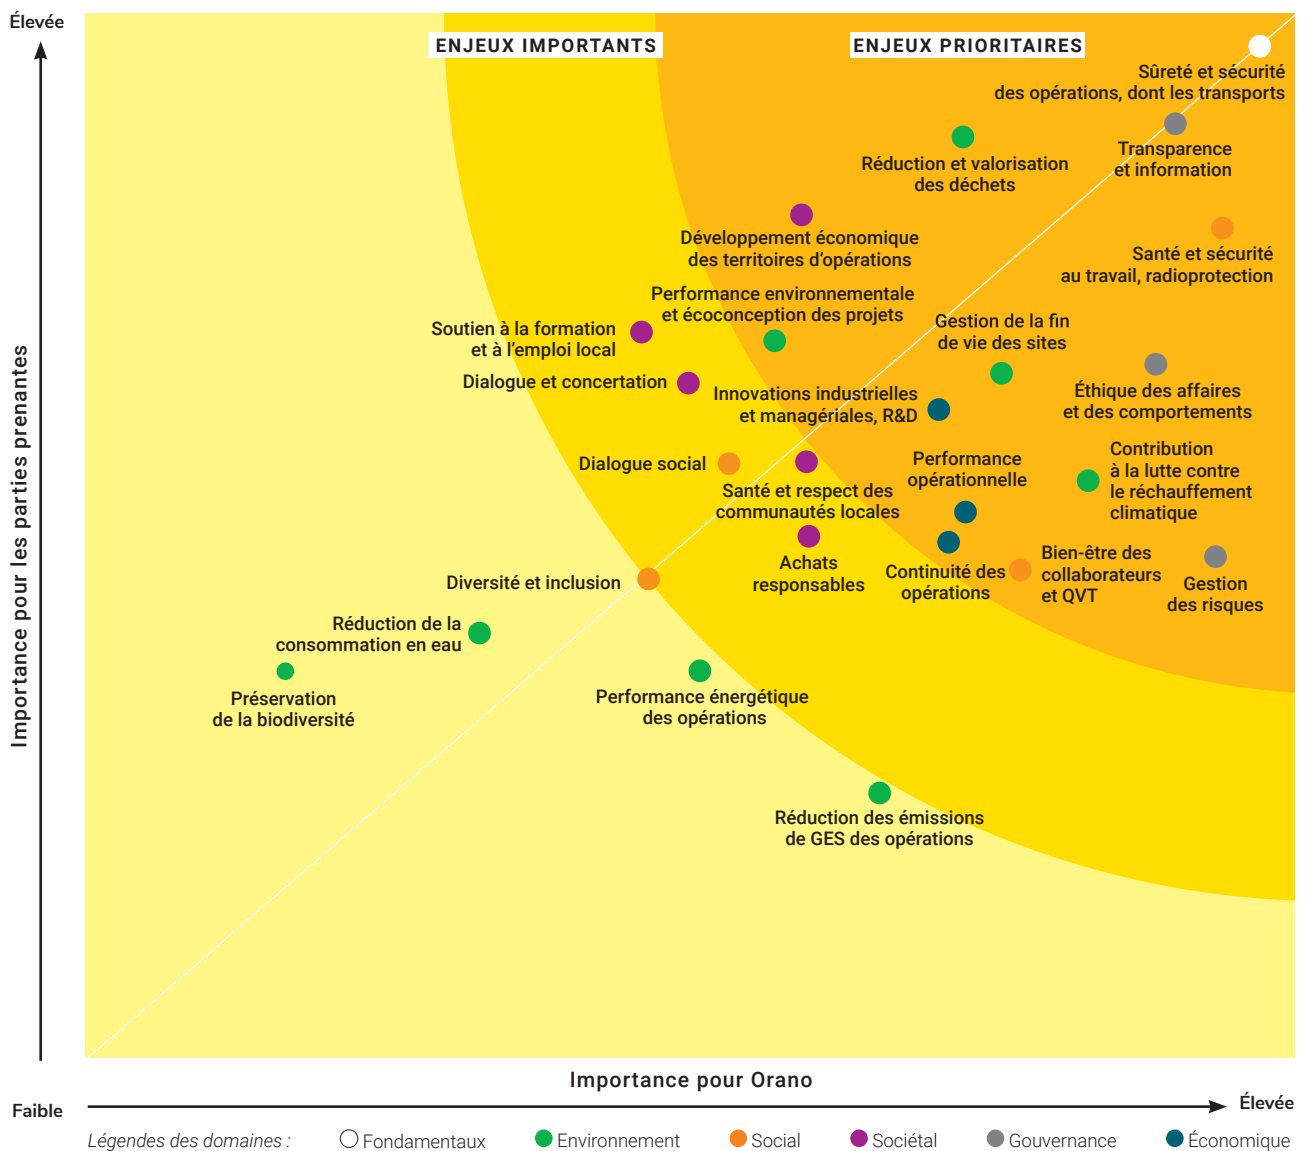 Élevée
ENJEUX IMPORTANTS
ENJEUX PRIORITAIRES
Sûreté et sécurité
des opérations, dont les transports
Transparence
et information
Réduction et valorisation
des déchets
Développement économique
des territoires d'opérations
Santé et sécurité
au travail, radioprotection
Performance environnementale
et écoconception des projets
Soutien à la formation
et à l'emploi local
Gestion de la fin
de vie des sites
Dialogue et concertation
Innovations industrielles
et managériales, R&D
Éthique des affaires
et des comportements
Dialogue social
Santé et respect des
communautés locales
Performance
opérationnelle
Contribution
à la lutte contre
le réchauffement
climatique
Achats
responsables
Continuité des
opérations
Bien-être des
collaborateurs
et QVT
Gestion
des risques
Diversité et inclusion
Réduction de la
consommation en eau
Préservation
de la biodiversité
Performance énergétique
des opérations
Réduction des émissions
de GES des opérations
Importance pour les parties prenantes
Importance pour Orano
Faible
Élevée
Légendes des domaines :
Fondamentaux
Environnement
Social
Sociétal
Gouvernance
Économique